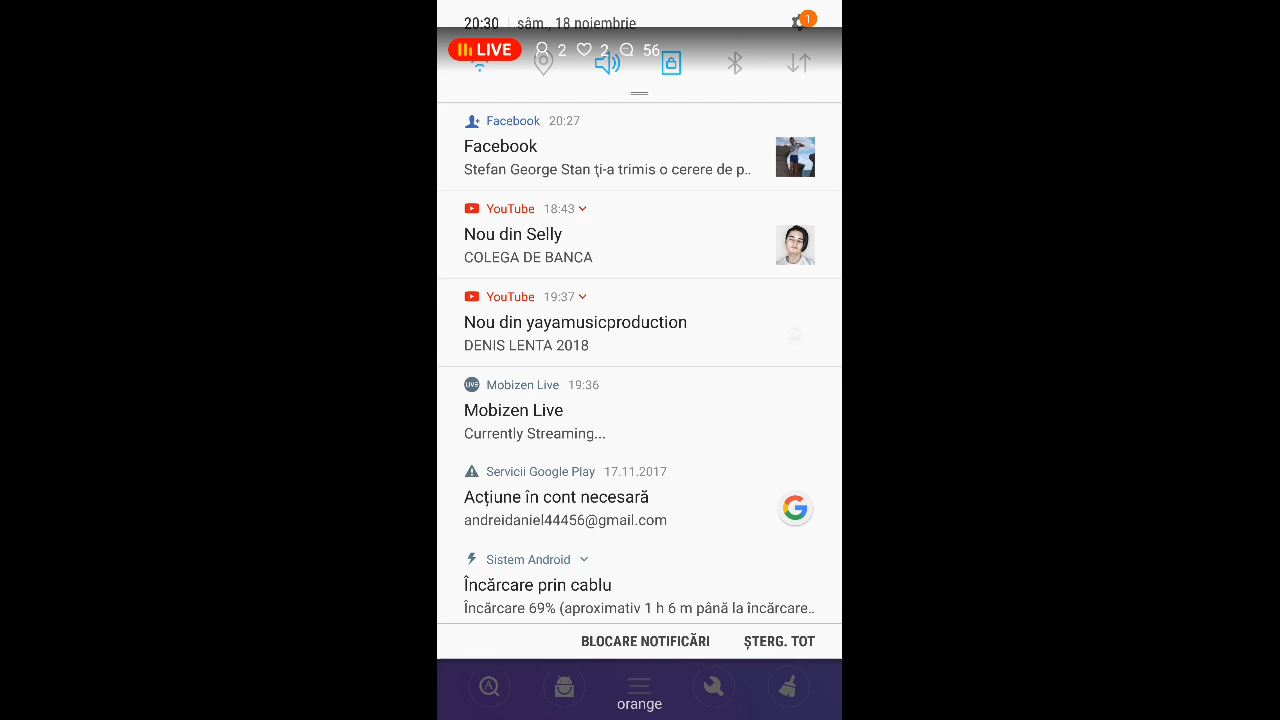 20:30 sâm., 18 noiembrie 1
LIVE 2 2 56
Facebook 20:27
Facebook
Stefan George Stan ți-a trimis o cerere de p..
YouTube 18:43
Nou din Selly
COLEGA DE BANCA
YouTube 19:37
Nou din yayamusicproduction
DENIS LENTA 2018
LIVE Mobizen Live 19:36
Mobizen Live
Currently Streaming...
Servicii Google Play 17.11.2017
Acțiune în cont necesară
andreidaniel44456@gmail.com
G
Sistem Android
Încărcare prin cablu
Încărcare 69% (aproximativ 1 h 6 m până la încărcare..
BLOCARE NOTIFICĂRI ȘTERG. TOT
A
orange